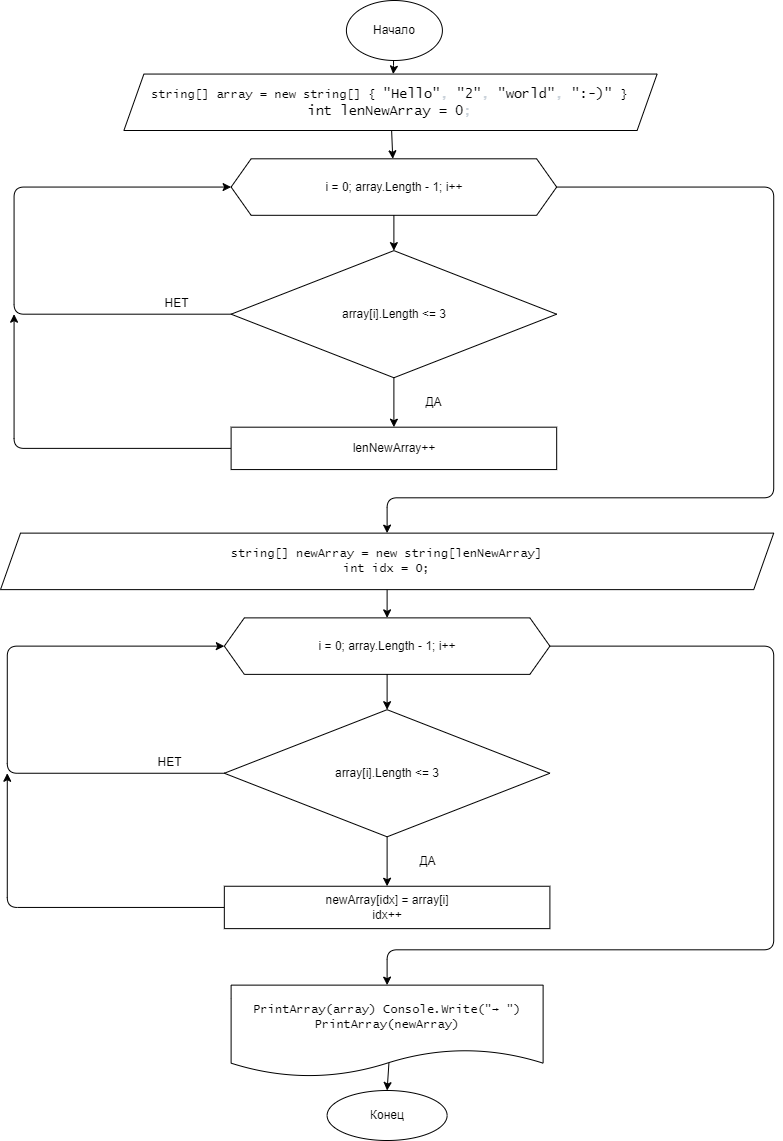 Начало
string[] array = new string[] { "Hello", "2", "world", ":-)" }
int lenNewArray = 0;
i = 0; array.Length - 1; i++
array[i].Length <= 3
НЕТ
ДА
lenNewArray++
string[] newArray = new string[lenNewArray]
int idx = 0;
i = 0; array.Length - 1; i++
array[i].Length <= 3
НЕТ
ДА
newArray[idx] = array[i]
idx++
PrintArray(array) Console.Write("→ ")
PrintArray(newArray)
Конец